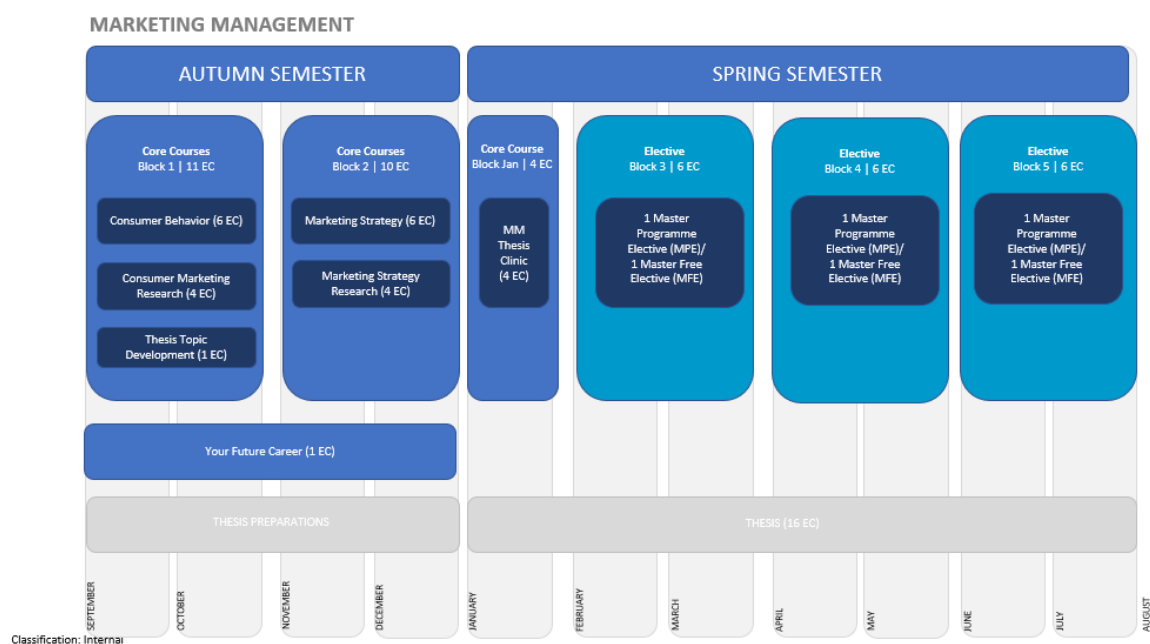 MARKETING MANAGEMENT
AUTUMN SEMESTER
SPRING SEMESTER
Core Courses
Block 1 | 11 EC
Consumer Behavior (6 EC)
Consumer Marketing
Research (4 EC)
Thesis Topic
Development (1 EC)
Core Courses
Block 2 | 10 EC
Marketing Strategy (6 EC)
Marketing Strategy
Research (4 EC)
Core Course
Block Jan | 4 EC
MM
Thesis
Clinic
(4 EC)
Elective
Block 3 | 6 EC
1 Master
Programme
Elective (MPE)/
1 Master Free
Elective (MFE)
Elective
Block 4 | 6 EC
1 Master
Programme
Elective (MPE)/
1 Master Free
Elective (MFE)
Elective
Block 5 | 6 EC
1 Master
Programme
Elective (MPE)/
1 Master Free
Elective (MFE)
Your Future Career (1 EC)
THESIS PREPARATIONS
THESIS (16 EC)
SEPTEMBER
OCTOBER
NOVEMBER
DECEMBER
JANUARY
FEBRUARY
MARCH
APRIL
MAY
JUNE
JULY
AUGUST
Classification: Internal